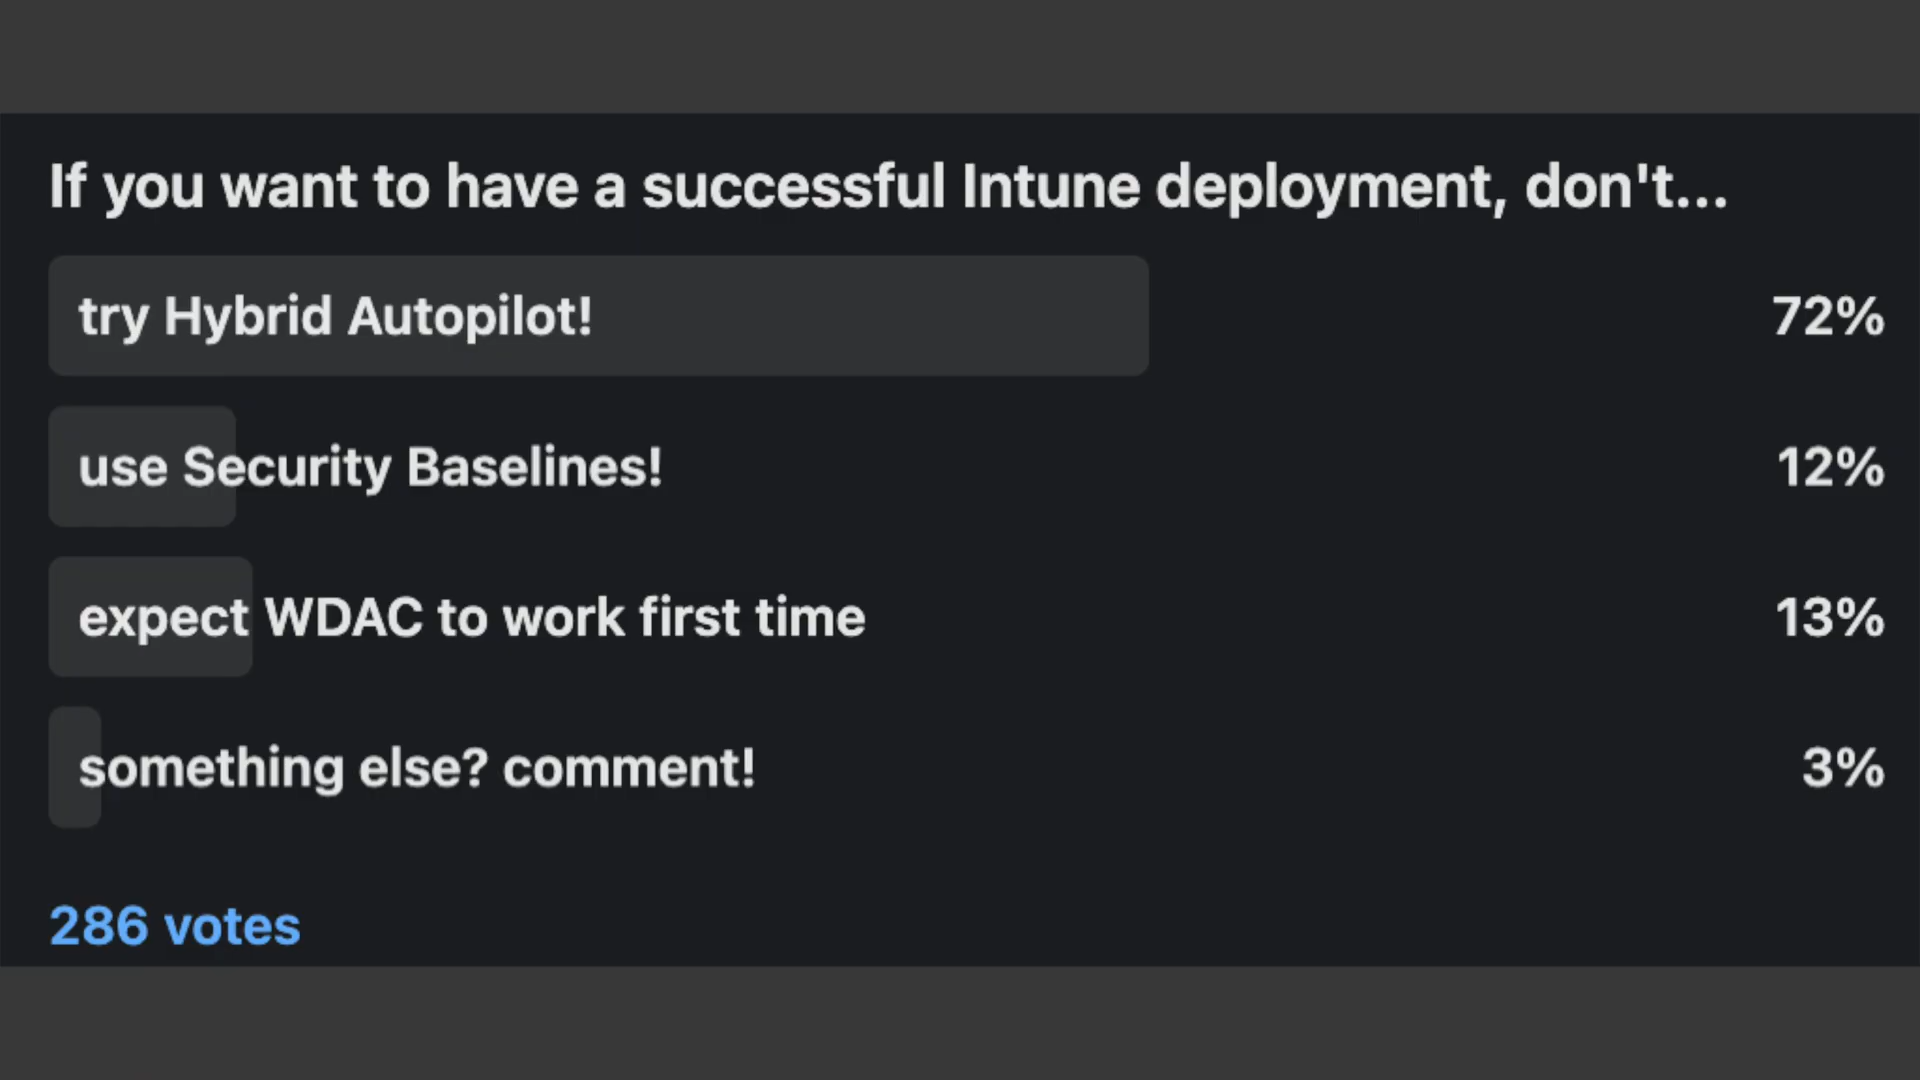 If you want to have a successful Intune deployment, don't...
try Hybrid Autopilot! 72%
use Security Baselines! 12%
expect WDAC to work first time 13%
something else? comment! 3%
286 votes